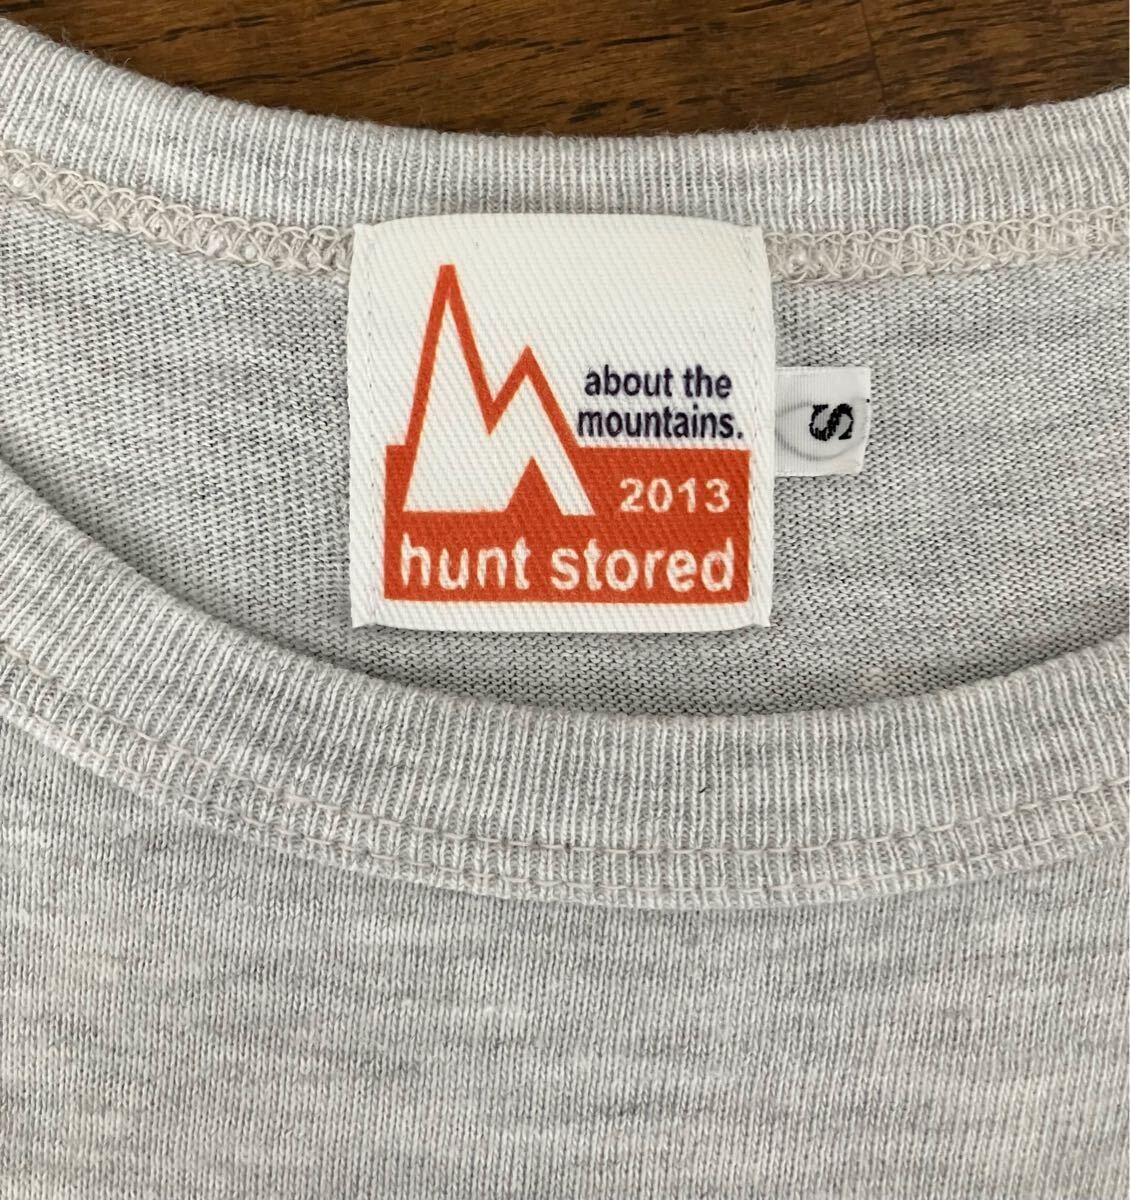 about the
mountains.
2013
hunt stored
S